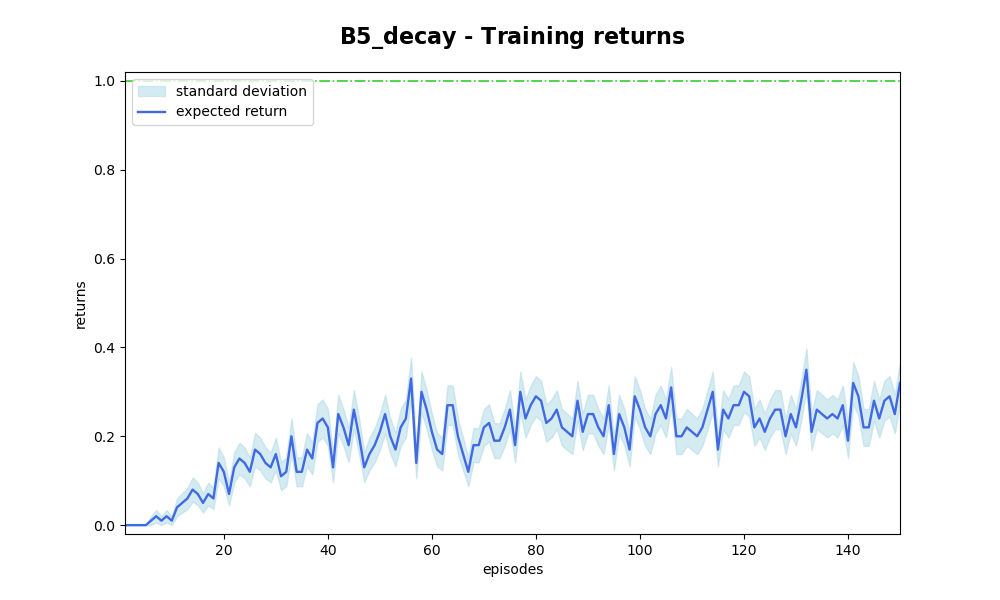 B5_decay - Training returns
1.0
0.8
0.6
0.4
0.2
0.0
returns
standard deviation
expected return
20 40 60 80 100 120 140
episodes